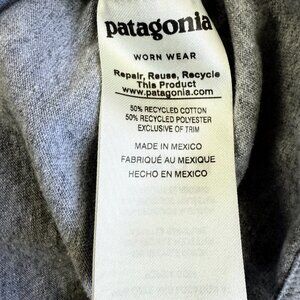 patagonia
WORN WEAR
Repair, Reuse, Recycle
This Product
www.patagonia.com
50% RECYCLED COTTON
50% RECYCLED POLYESTER
EXCLUSIVE OF TRIM
MADE IN MEXICO
FABRIQUÉ AU MEXIQUE
HECHO EN MEXICO